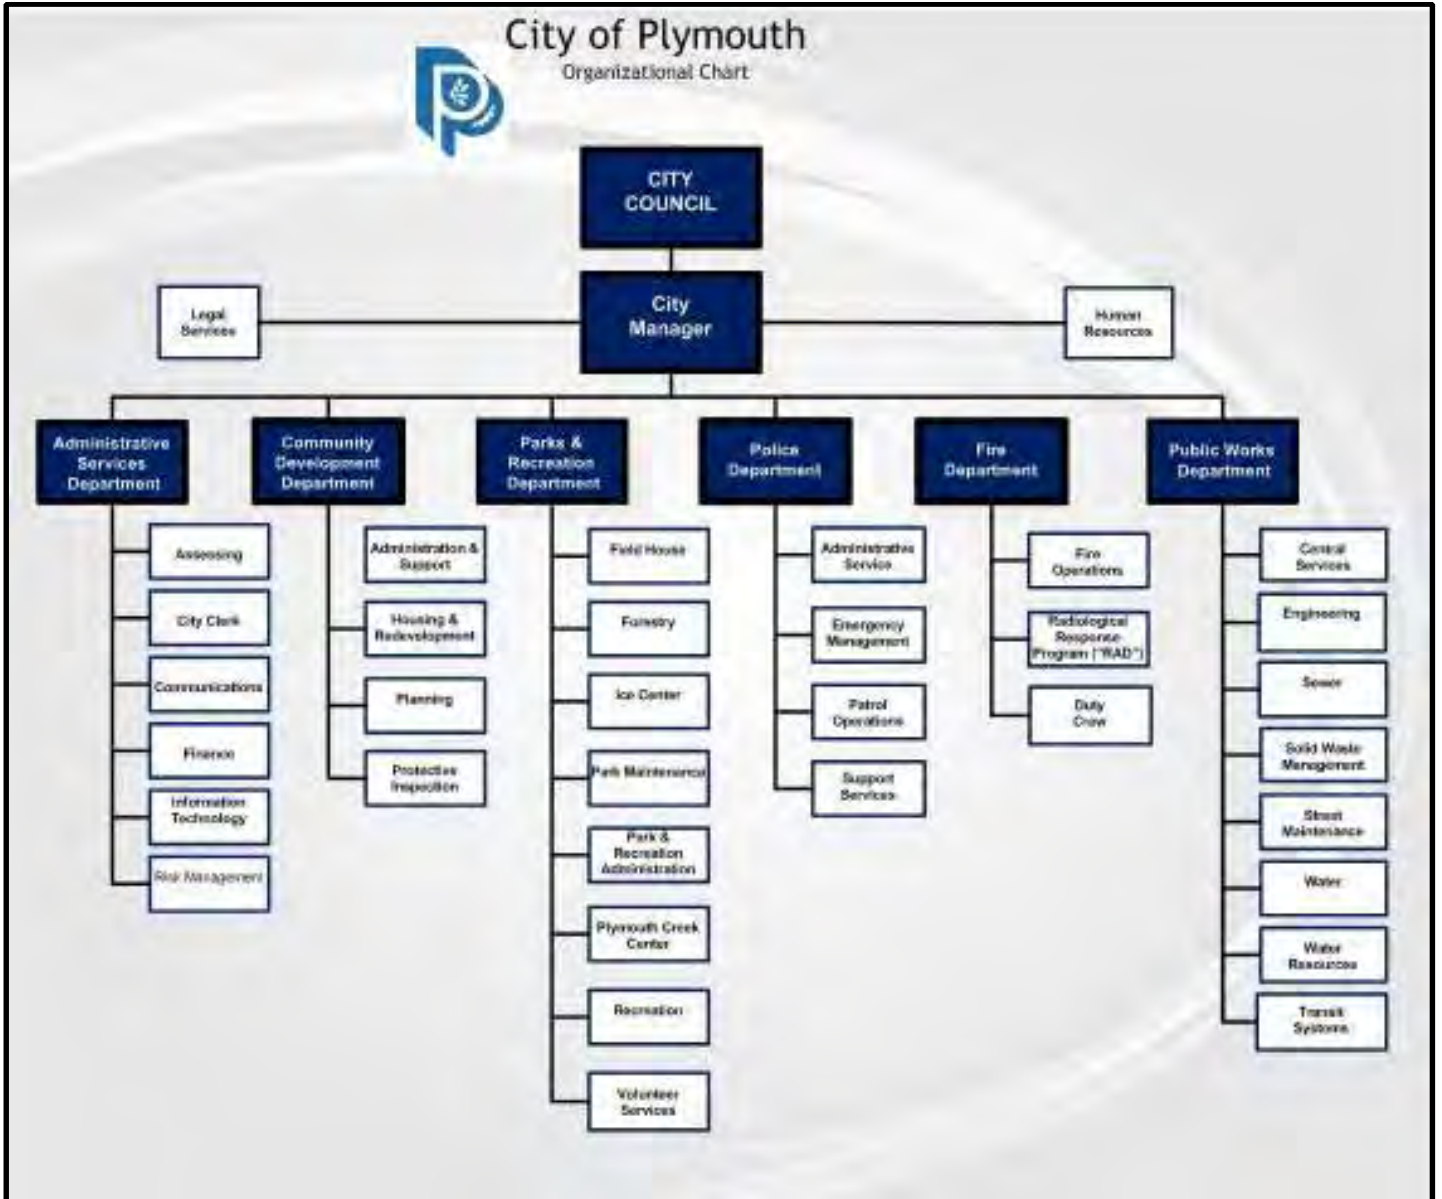 City of Plymouth
Organizational Chart
CITY
COUNCIL
City
Manager
Legal
Services
Human
Resources
Administrative
Services
Department
Community
Development
Department
Parks &
Recreation
Department
Police
Department
Fire
Department
Public Works
Department
Assessing
City Clerk
Communications
Finance
Information
Technology
Risk Management
Administration &
Support
Housing &
Redevelopment
Planning
Protective
Inspection
Field House
Forestry
Ice Center
Park Maintenance
Park &
Recreation
Administration
Plymouth Creek
Center
Recreation
Volunteer
Services
Administrative
Service
Emergency
Management
Patrol
Operations
Support
Services
Fire
Operations
Radiological
Response
Program ("RAD")
Duty
Crew
Central
Services
Engineering
Sewer
Solid Waste
Management
Street
Maintenance
Water
Water
Resources
Transit
Systems